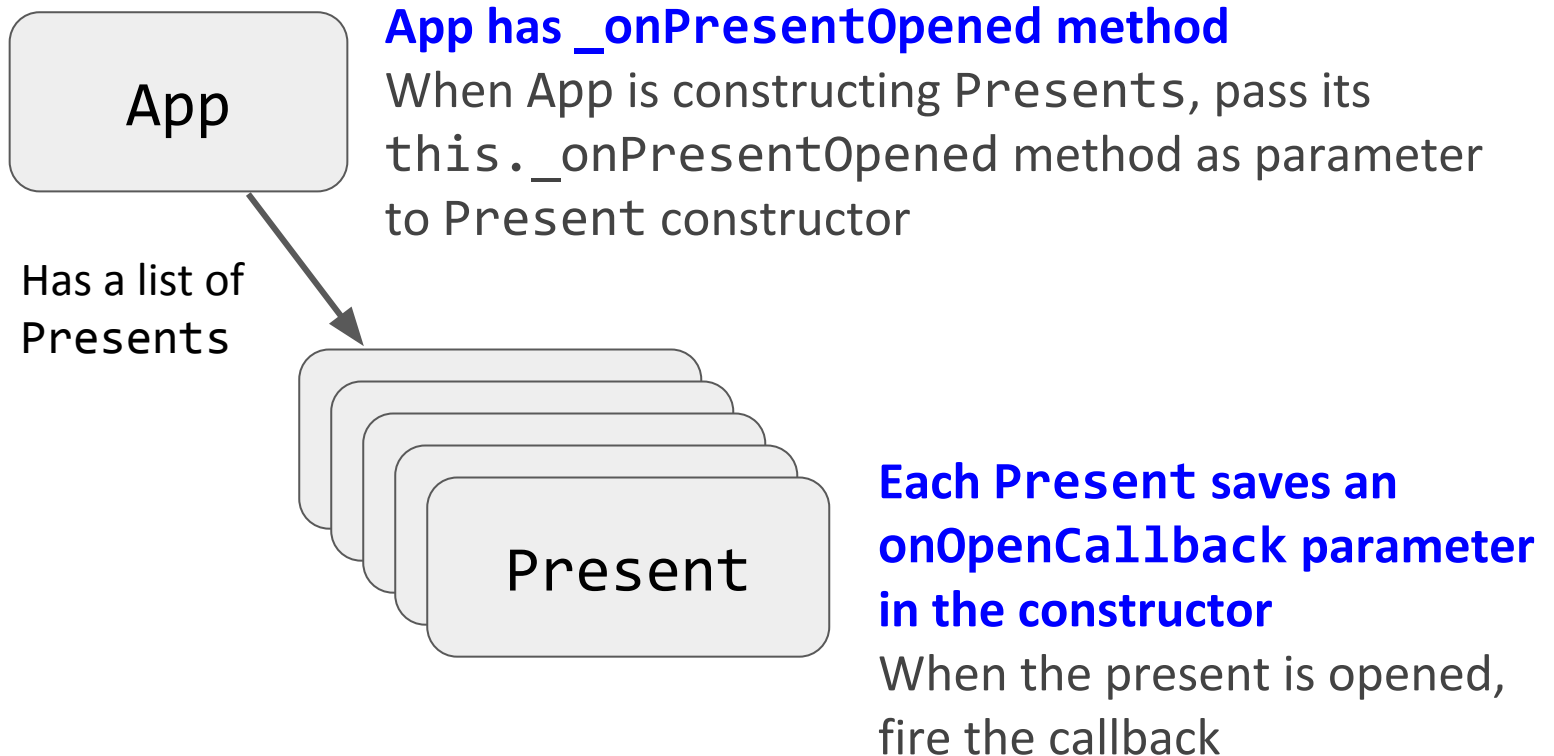 App
App has _onPresentOpened method
When App is constructing Presents, pass its
this._onPresentOpened method as parameter
to Present constructor
Has a list of
Presents
Present
Each Present saves an
onOpenCallback parameter
in the constructor
When the present is opened,
fire the callback